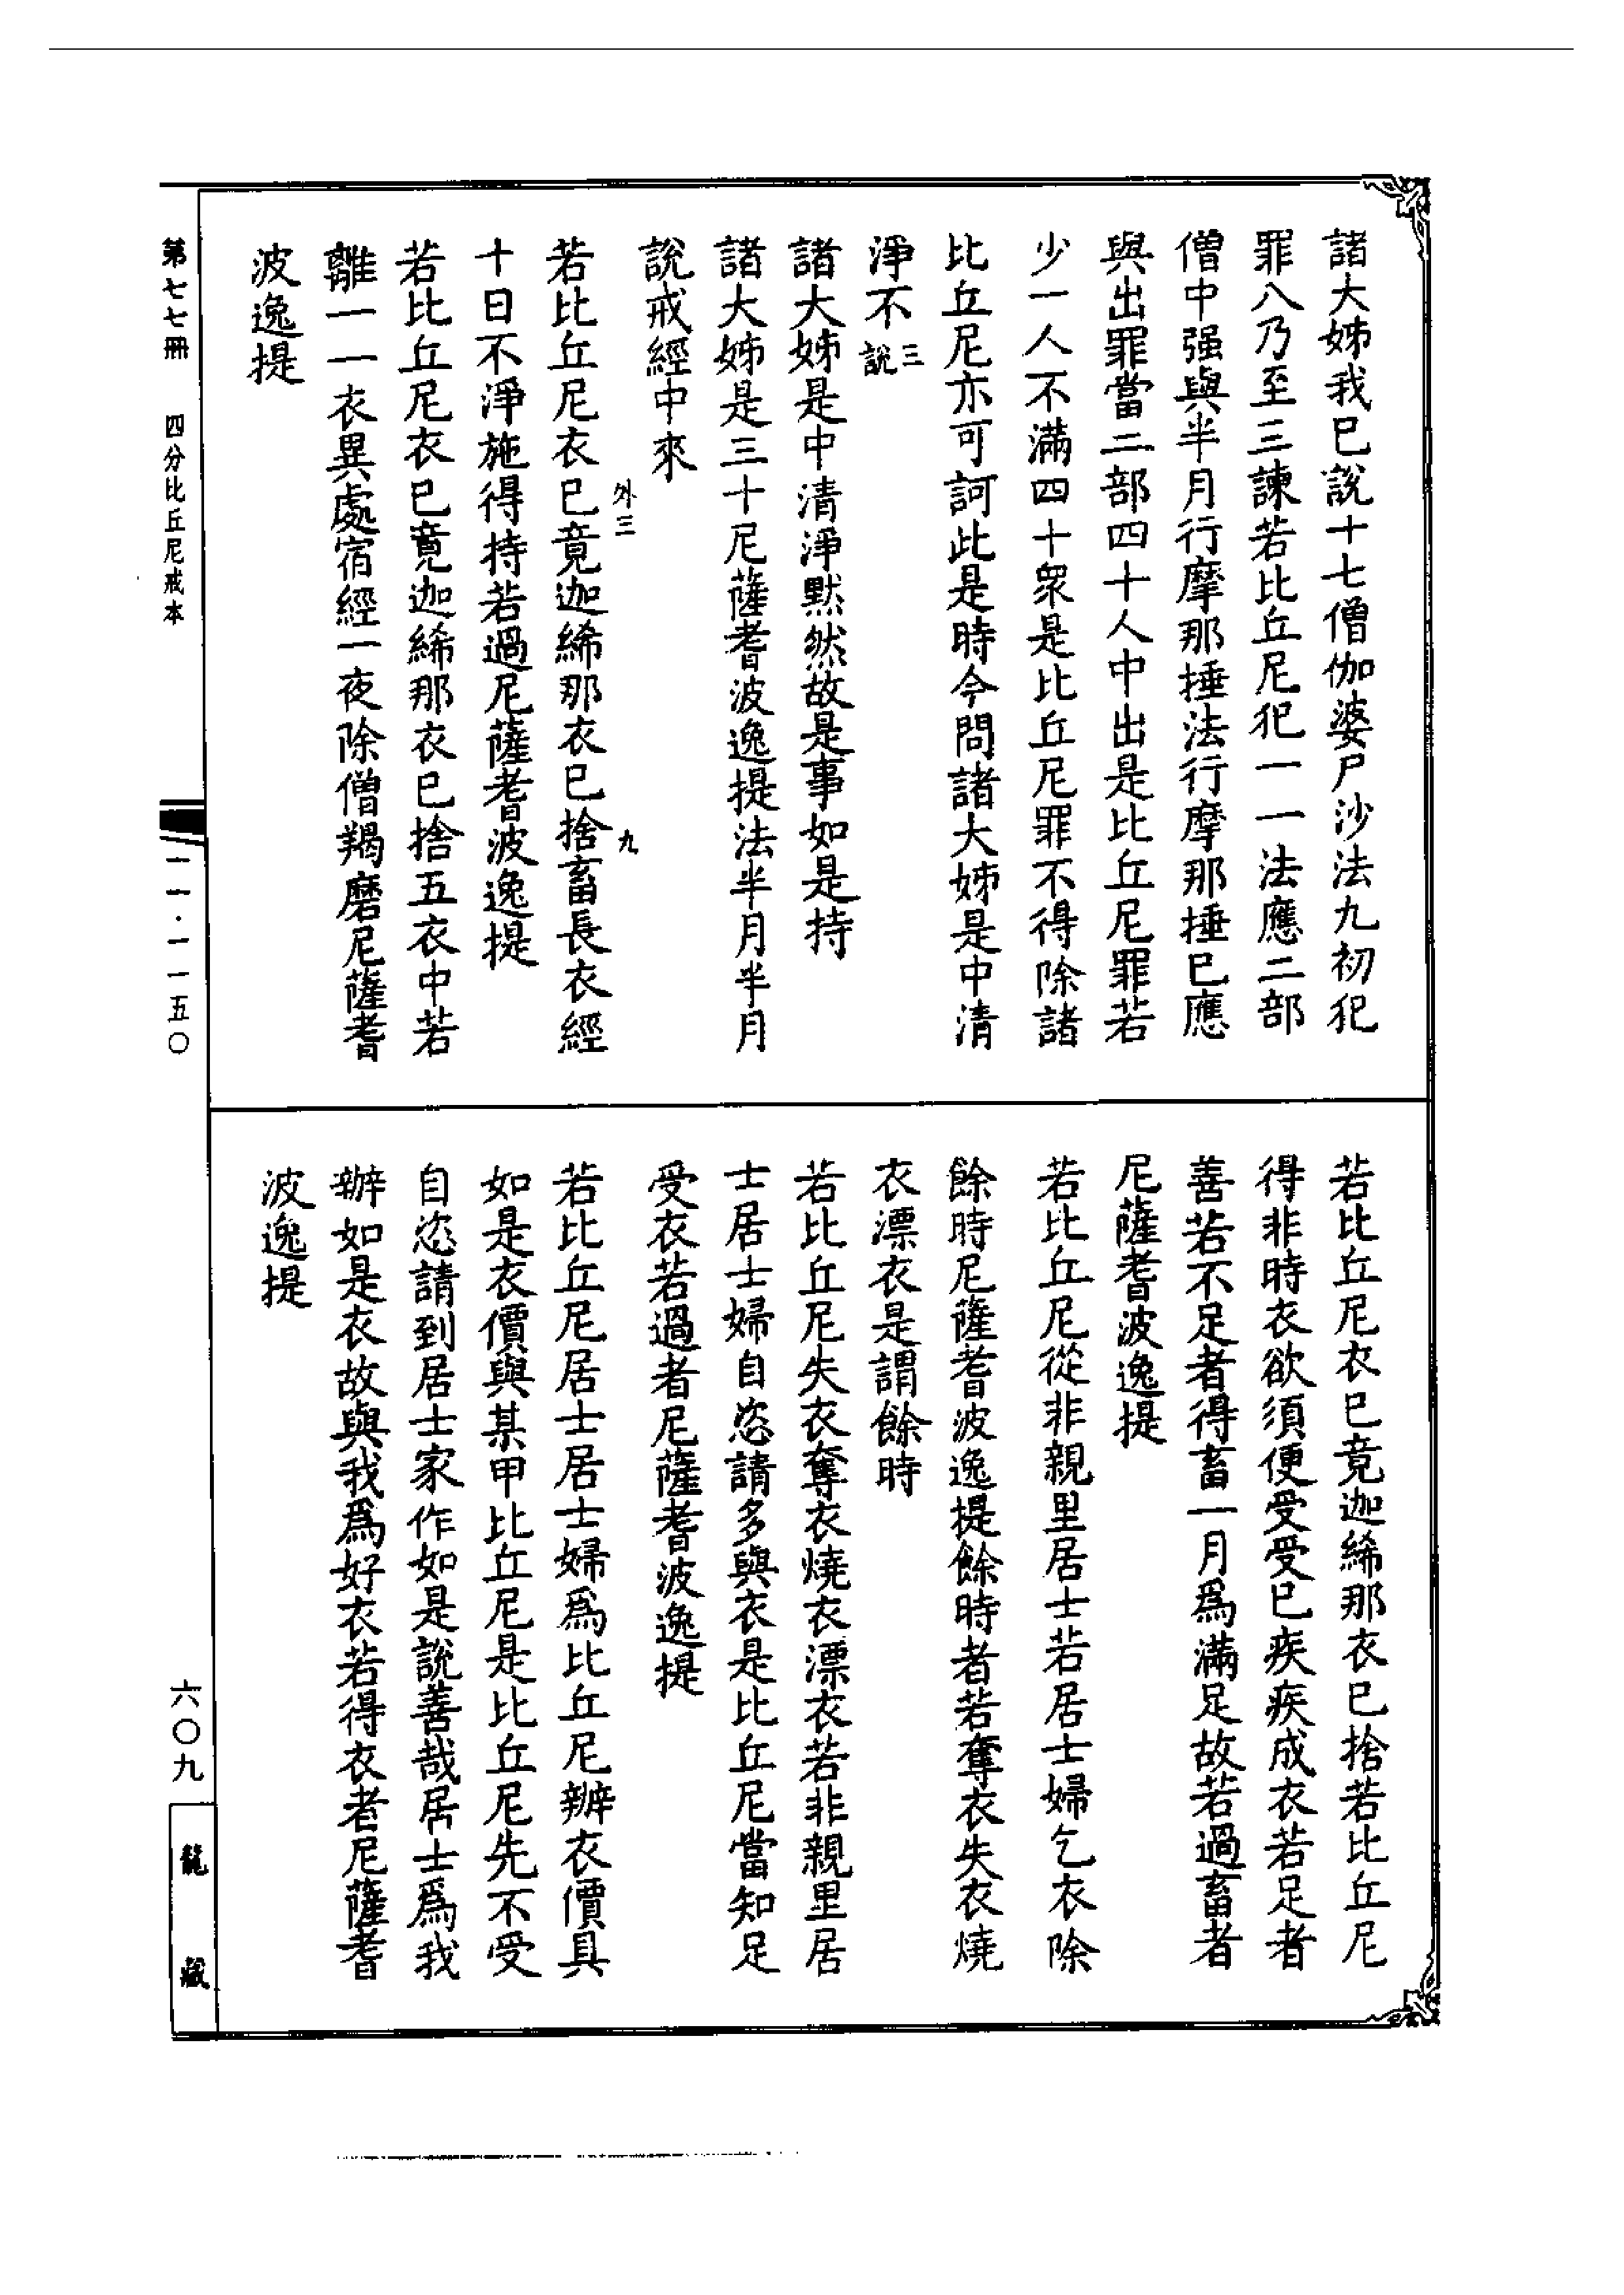 諸大姊我已說十七僧伽婆尸沙法九初犯
罪八乃至三諫若比丘尼犯一一法應二部
僧中强與半月行摩那捶法行摩那捶已應
與出罪當二部四十人中出是比丘尼罪若
少一人不滿四十眾是比丘尼罪不得除諸
比丘尼亦可訶此是時今問諸大姊是中清
淨不三說
諸大姊是中清淨默然故是事如是持
諸大姊是三十尼薩耆波逸提法半月半月
說戒經中來
外三 九
若比丘尼衣已竟迦絺那衣已捨畜長衣經
十日不淨施得持若過尼薩耆波逸提
若比丘尼衣已竟迦絺那衣已捨五衣中若
離一一衣異處宿經一夜除僧羯磨尼薩耆
波逸提
若比丘尼衣已竟迦絺那衣已捨若比丘尼
得非時衣欲須便受受已疾疾成衣若足者
善若不足者得畜一月為滿足故若過畜者
尼薩耆波逸提
若比丘尼從非親里居士若居士婦乞衣除
餘時尼薩耆波逸提餘時者若奪衣失衣燒
衣漂衣是謂餘時
若比丘尼失衣奪衣燒衣漂衣若非親里居
士居士婦自恣請多與衣是比丘尼當知足
受衣若過者尼薩耆波逸提
若比丘尼居士居士婦為比丘尼辦衣價具
如是衣價與某甲比丘尼是比丘尼先不受
自恣請到居士家作如是說善哉居士為我
辦如是衣故與我為好衣若得衣者尼薩耆
波逸提
第七七冊 四分比丘尼戒本 一一·一一五〇
六〇九
龍藏